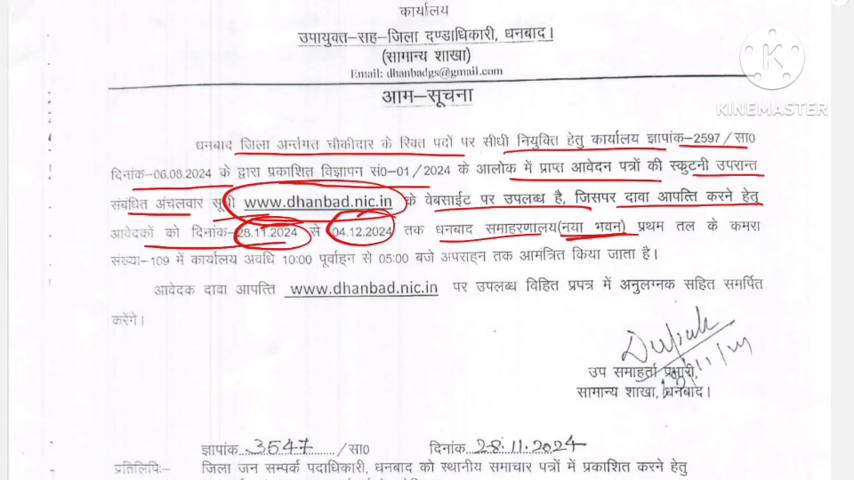 कार्यालय
उपायुक्त-सह-जिला दण्डाधिकारी, धनबाद।
(सामान्य शाखा)
Email: dhanbadgs@gmail.com
आम-सूचना
KINEMASTER
धनबाद जिला अर्न्तगत चौकीदार के रिक्त पदों पर सीधी नियुक्ति हेतु कार्यालय ज्ञापांक-2597/सा0
दिनांक-06.08.2024 के द्वारा प्रकाशित विज्ञापन सं0-01/2024 के आलोक में प्राप्त आवेदन पत्रों की स्कुटनी उपरान्त
संबंधित अंचलवार सूची www.dhanbad.nic.in के वेबसाईट पर उपलब्ध है, जिसपर दावा आपत्ति करने हेतु
आवेदकों को दिनांक-28.11.2024 से 04.12.2024 तक धनबाद समाहरणालय (नया भवन) प्रथम तल के कमरा
संख्या-109 में कार्यालय अवधि 10:00 पूर्वाहन से 05:00 बजे अपराहन तक आमंत्रित किया जाता है।
आवेदक दावा आपत्ति www.dhanbad.nic.in पर उपलब्ध विहित प्रपत्र में अनुलग्नक सहित समर्पित
करेंगे।
उप समाहर्ता प्रभारी,
सामान्य शाखा, धनबाद।
ज्ञापांक 3547 /सा0 दिनांक 28.11.2024
प्रतिलिपिः- जिला जन सम्पर्क पदाधिकारी, धनबाद को स्थानीय समाचार पत्रों में प्रकाशित करने हेतु